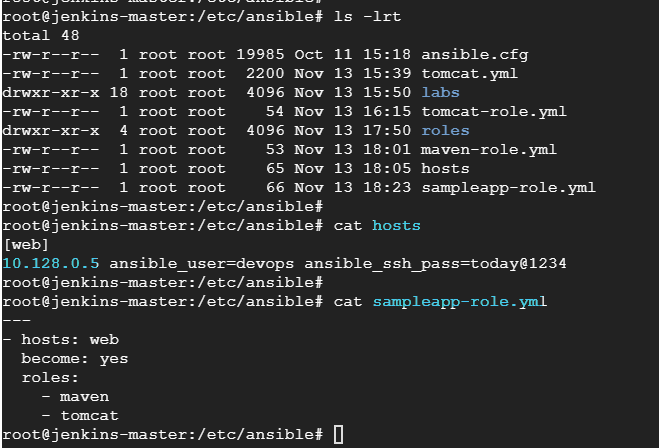 root@jenkins-master:/etc/ansible#
root@jenkins-master:/etc/ansible# ls -lrt
total 48
-rw-r--r--  1 root root 19985 Oct 11 15:18 ansible.cfg
-rw-r--r--  1 root root  2200 Nov 13 15:39 tomcat.yml
drwxr-xr-x 18 root root  4096 Nov 13 15:50 labs
-rw-r--r--  1 root root    54 Nov 13 16:15 tomcat-role.yml
drwxr-xr-x  4 root root  4096 Nov 13 17:50 roles
-rw-r--r--  1 root root    53 Nov 13 18:01 maven-role.yml
-rw-r--r--  1 root root    65 Nov 13 18:05 hosts
-rw-r--r--  1 root root    66 Nov 13 18:23 sampleapp-role.yml
root@jenkins-master:/etc/ansible#
root@jenkins-master:/etc/ansible# cat hosts
[web]
10.128.0.5 ansible_user=devops ansible_ssh_pass=today@1234
root@jenkins-master:/etc/ansible#
root@jenkins-master:/etc/ansible# cat sampleapp-role.yml
---
- hosts: web
  become: yes
  roles:
    - maven
    - tomcat
root@jenkins-master:/etc/ansible#